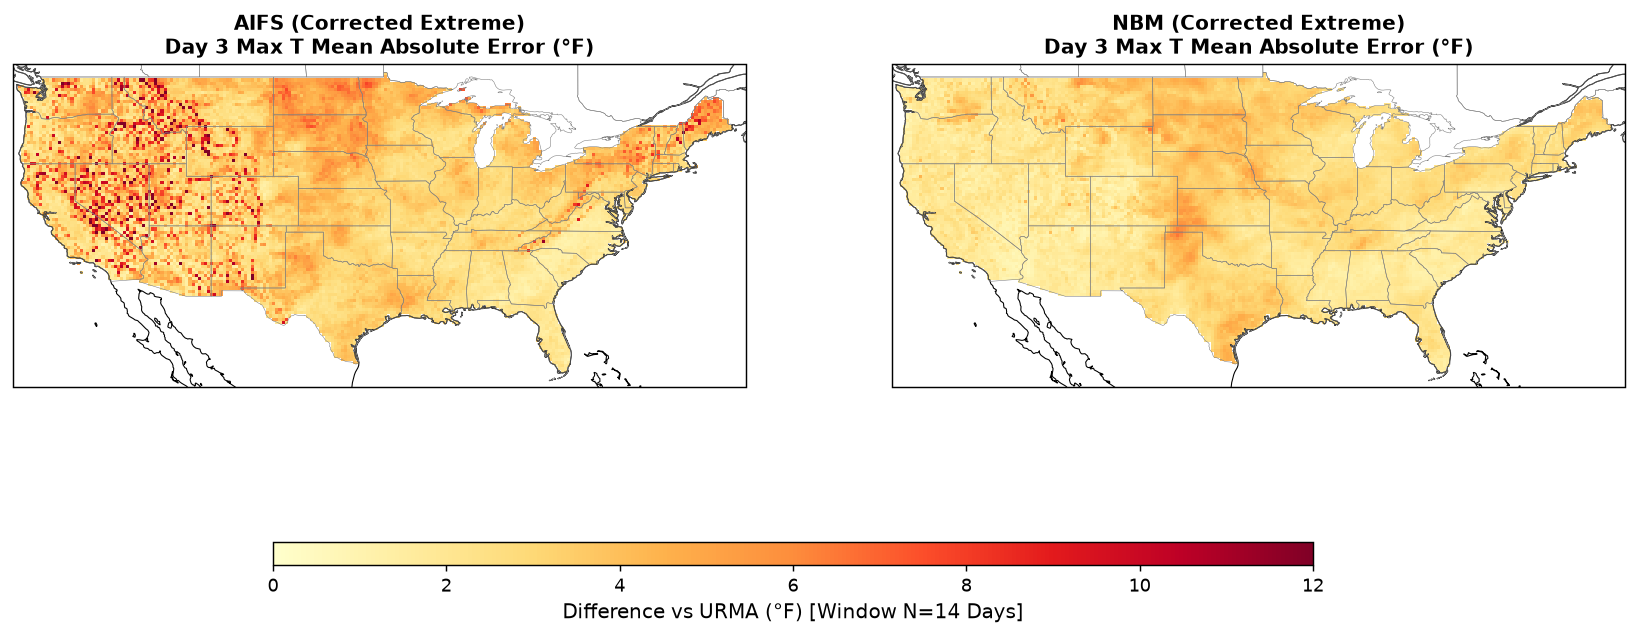 AIFS (Corrected Extreme)
Day 3 Max T Mean Absolute Error (°F)
NBM (Corrected Extreme)
Day 3 Max T Mean Absolute Error (°F)
0 2 4 6 8 10 12
Difference vs URMA (°F) [Window N=14 Days]